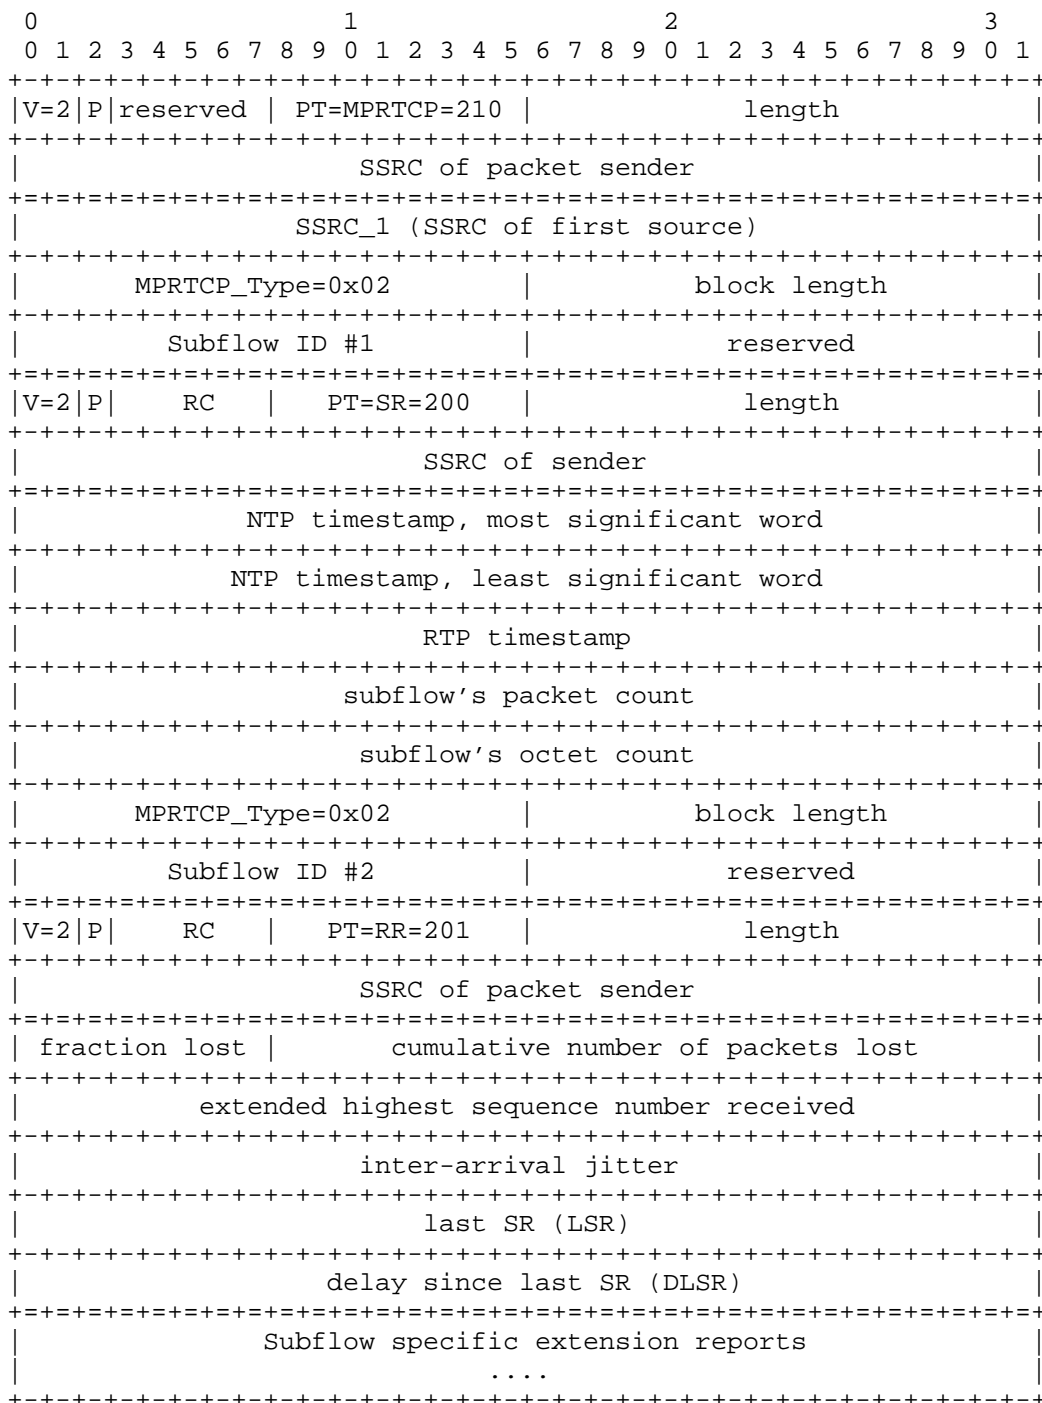 0                   1                   2                   3
 0 1 2 3 4 5 6 7 8 9 0 1 2 3 4 5 6 7 8 9 0 1 2 3 4 5 6 7 8 9 0 1
+-+-+-+-+-+-+-+-+-+-+-+-+-+-+-+-+-+-+-+-+-+-+-+-+-+-+-+-+-+-+-+-+
|V=2|P|reserved | PT=MPRTCP=210 |             length            |
+-+-+-+-+-+-+-+-+-+-+-+-+-+-+-+-+-+-+-+-+-+-+-+-+-+-+-+-+-+-+-+-+
|                     SSRC of packet sender                     |
+=+=+=+=+=+=+=+=+=+=+=+=+=+=+=+=+=+=+=+=+=+=+=+=+=+=+=+=+=+=+=+=+
|                 SSRC_1 (SSRC of first source)                 |
+-+-+-+-+-+-+-+-+-+-+-+-+-+-+-+-+-+-+-+-+-+-+-+-+-+-+-+-+-+-+-+-+
|       MPRTCP_Type=0x02        |          block length         |
+-+-+-+-+-+-+-+-+-+-+-+-+-+-+-+-+-+-+-+-+-+-+-+-+-+-+-+-+-+-+-+-+
|         Subflow ID #1         |            reserved           |
+=+=+=+=+=+=+=+=+=+=+=+=+=+=+=+=+=+=+=+=+=+=+=+=+=+=+=+=+=+=+=+=+
|V=2|P|    RC   |   PT=SR=200   |             length            |
+-+-+-+-+-+-+-+-+-+-+-+-+-+-+-+-+-+-+-+-+-+-+-+-+-+-+-+-+-+-+-+-+
|                         SSRC of sender                        |
+=+=+=+=+=+=+=+=+=+=+=+=+=+=+=+=+=+=+=+=+=+=+=+=+=+=+=+=+=+=+=+=+
|              NTP timestamp, most significant word             |
+-+-+-+-+-+-+-+-+-+-+-+-+-+-+-+-+-+-+-+-+-+-+-+-+-+-+-+-+-+-+-+-+
|             NTP timestamp, least significant word             |
+-+-+-+-+-+-+-+-+-+-+-+-+-+-+-+-+-+-+-+-+-+-+-+-+-+-+-+-+-+-+-+-+
|                         RTP timestamp                         |
+-+-+-+-+-+-+-+-+-+-+-+-+-+-+-+-+-+-+-+-+-+-+-+-+-+-+-+-+-+-+-+-+
|                    subflow’s packet count                     |
+-+-+-+-+-+-+-+-+-+-+-+-+-+-+-+-+-+-+-+-+-+-+-+-+-+-+-+-+-+-+-+-+
|                     subflow’s octet count                     |
+-+-+-+-+-+-+-+-+-+-+-+-+-+-+-+-+-+-+-+-+-+-+-+-+-+-+-+-+-+-+-+-+
|       MPRTCP_Type=0x02        |          block length         |
+-+-+-+-+-+-+-+-+-+-+-+-+-+-+-+-+-+-+-+-+-+-+-+-+-+-+-+-+-+-+-+-+
|         Subflow ID #2         |            reserved           |
+=+=+=+=+=+=+=+=+=+=+=+=+=+=+=+=+=+=+=+=+=+=+=+=+=+=+=+=+=+=+=+=+
|V=2|P|    RC   |   PT=RR=201   |             length            |
+-+-+-+-+-+-+-+-+-+-+-+-+-+-+-+-+-+-+-+-+-+-+-+-+-+-+-+-+-+-+-+-+
|                     SSRC of packet sender                     |
+=+=+=+=+=+=+=+=+=+=+=+=+=+=+=+=+=+=+=+=+=+=+=+=+=+=+=+=+=+=+=+=+
| fraction lost |       cumulative number of packets lost       |
+-+-+-+-+-+-+-+-+-+-+-+-+-+-+-+-+-+-+-+-+-+-+-+-+-+-+-+-+-+-+-+-+
|           extended highest sequence number received           |
+-+-+-+-+-+-+-+-+-+-+-+-+-+-+-+-+-+-+-+-+-+-+-+-+-+-+-+-+-+-+-+-+
|                     inter-arrival jitter                      |
+-+-+-+-+-+-+-+-+-+-+-+-+-+-+-+-+-+-+-+-+-+-+-+-+-+-+-+-+-+-+-+-+
|                         last SR (LSR)                         |
+-+-+-+-+-+-+-+-+-+-+-+-+-+-+-+-+-+-+-+-+-+-+-+-+-+-+-+-+-+-+-+-+
|                   delay since last SR (DLSR)                  |
+=+=+=+=+=+=+=+=+=+=+=+=+=+=+=+=+=+=+=+=+=+=+=+=+=+=+=+=+=+=+=+=+
|               Subflow specific extension reports              |
|                             ....                              |
+-+-+-+-+-+-+-+-+-+-+-+-+-+-+-+-+-+-+-+-+-+-+-+-+-+-+-+-+-+-+-+-+